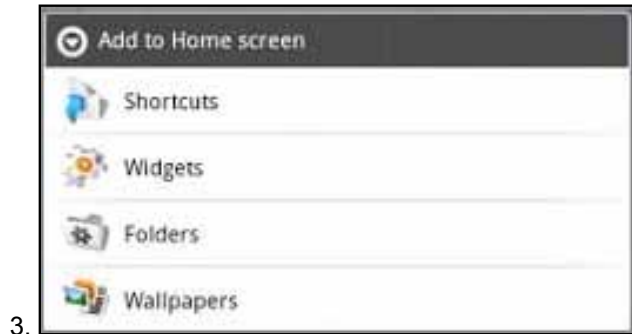 Add to Home screen
Shortcuts
Widgets
Folders
Wallpapers
3.